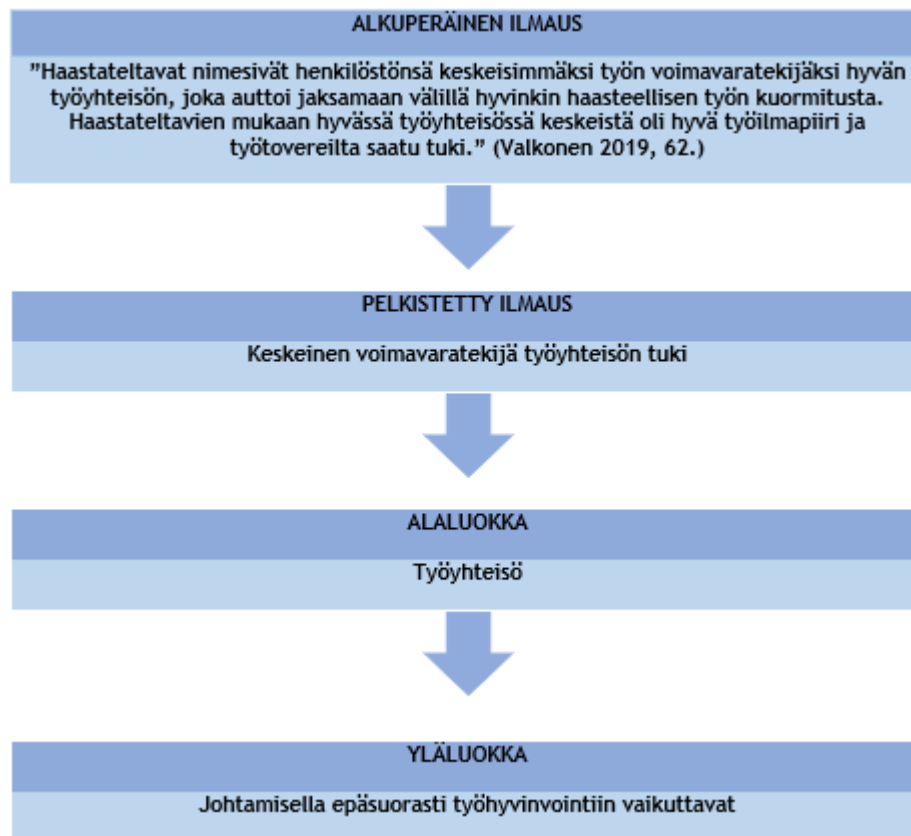 ALKUPERÄINEN ILMAUS
"Haastateltavat nimesivät henkilöstönsä keskeisimmäksi työn voimavaratekijäksi hyvän
työyhteisön, joka auttoi jaksamaan välillä hyvinkin haasteellisen työn kuormitusta.
Haastateltavien mukaan hyvässä työyhteisössä keskeistä oli hyvä työilmapiiri ja
työtovereilta saatu tuki." (Valkonen 2019, 62.)
PELKISTETTY ILMAUS
Keskeinen voimavaratekijä työyhteisön tuki
ALALUOKKA
Työyhteisö
YLÄLUOKKA
Johtamisella epäsuorasti työhyvinvointiin vaikuttavat